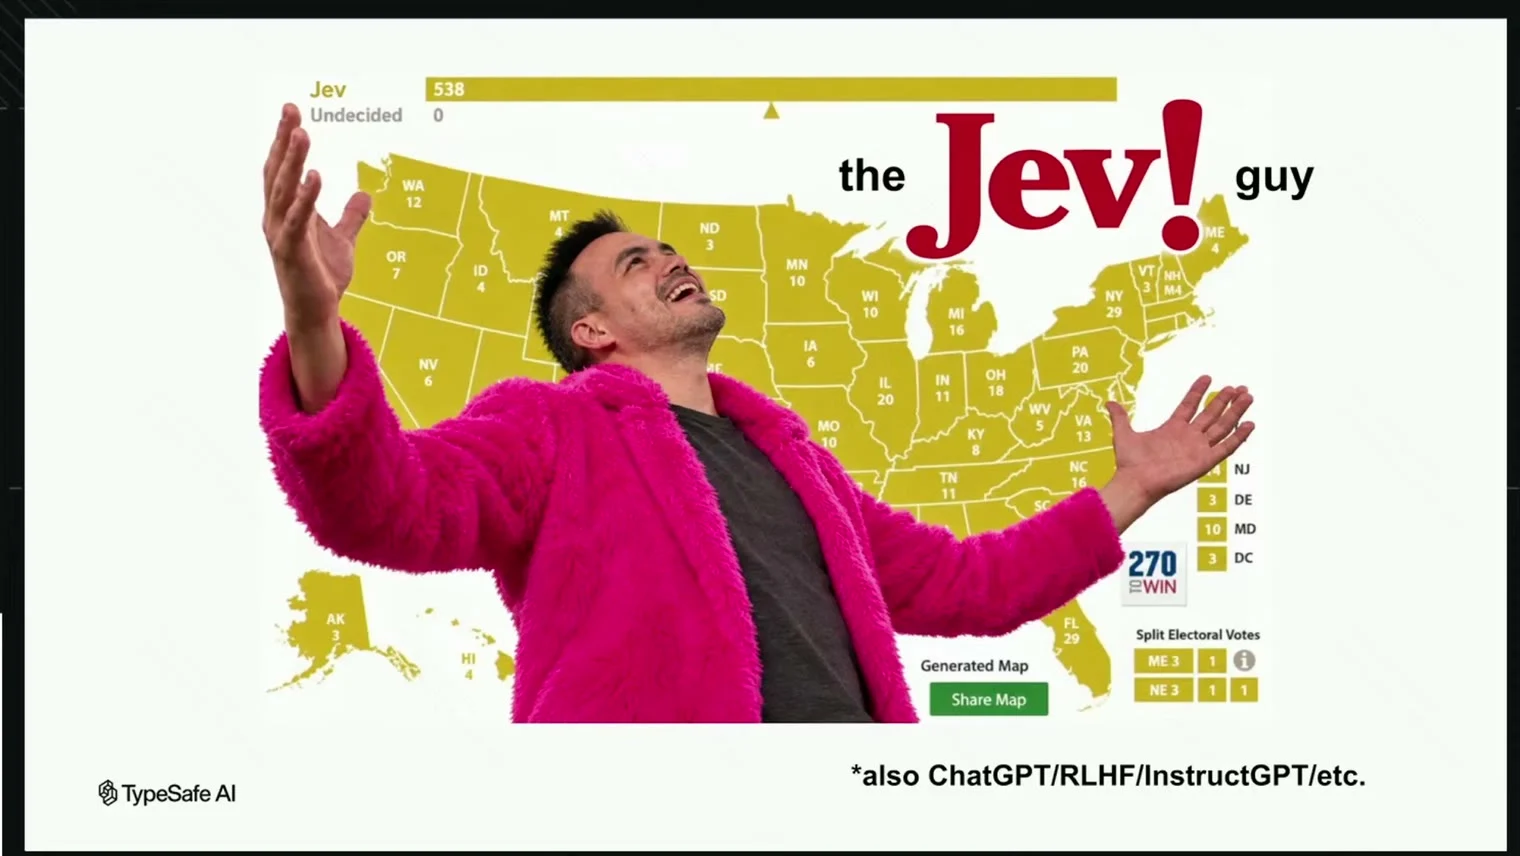 Jev 538
Undecided 0
the Jev! guy
WA
12
MT
4
ND
3
OR
7
ID
4
MN
10
SD
WI
10
MI
16
VT
3
NH
M4
ME
4
NY
29
NV
6
IA
6
PA
20
IL
20
IN
11
OH
18
WV
5
VA
13
MO
10
KY
8
NC
16
TN
11
SC
NJ
3 DE
10 MD
3 DC
270
TO WIN
AK
3
HI
4
FL
29
Split Electoral Votes
ME 3 1 i
NE 3 1 1
Generated Map
Share Map
*also ChatGPT/RLHF/InstructGPT/etc.
TypeSafe AI